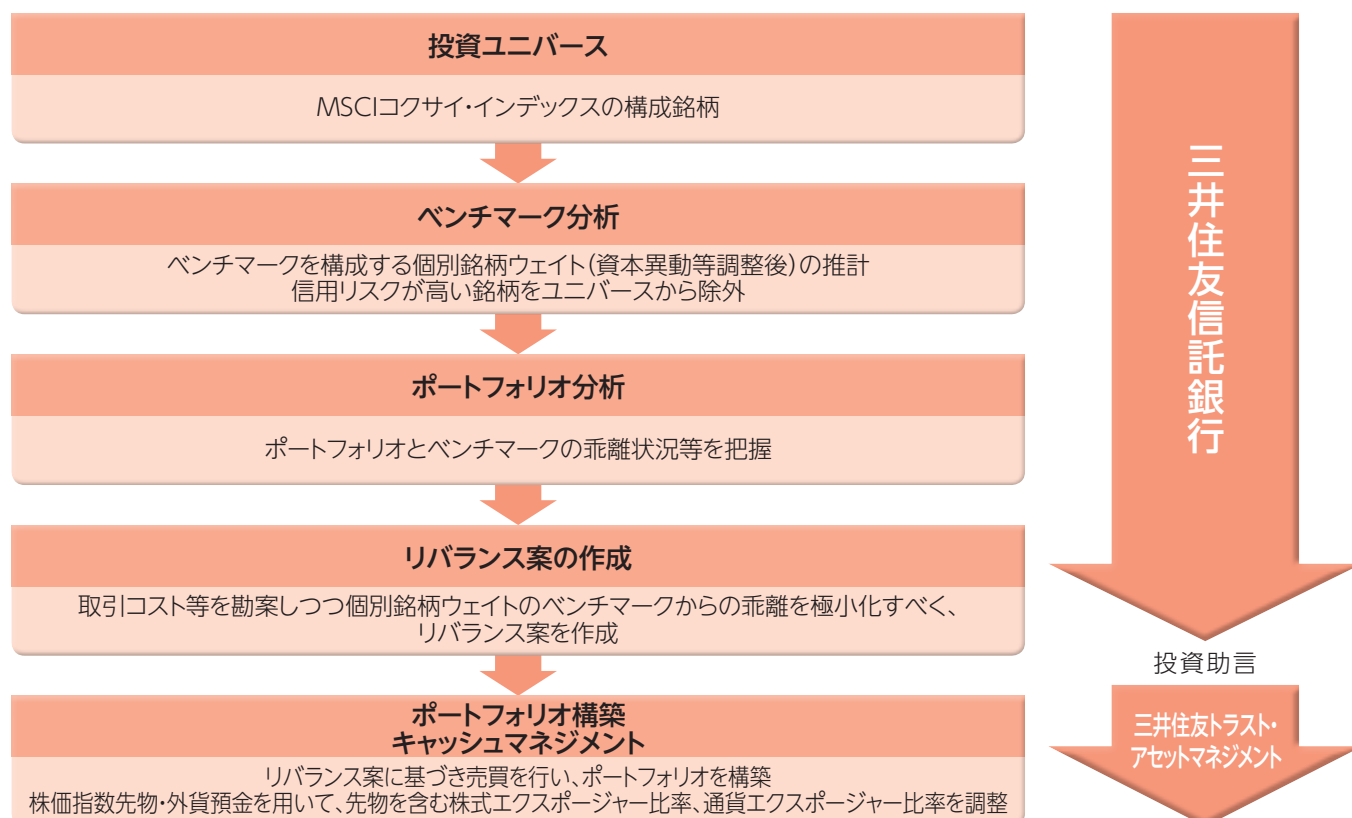 投資ユニバース
MSCIコクサイ・インデックスの構成銘柄
ベンチマーク分析
ベンチマークを構成する個別銘柄ウェイト(資本異動等調整後)の推計
信用リスクが高い銘柄をユニバースから除外
ポートフォリオ分析
ポートフォリオとベンチマークの乖離状況等を把握
リバランス案の作成
取引コスト等を勘案しつつ個別銘柄ウェイトのベンチマークからの乖離を極小化すべく、
リバランス案を作成
ポートフォリオ構築
キャッシュマネジメント
リバランス案に基づき売買を行い、ポートフォリオを構築
株価指数先物・外貨預金を用いて、先物を含む株式エクスポージャー比率、通貨エクスポージャー比率を調整
三井住友信託銀行
投資助言
三井住友トラスト・
アセットマネジメント